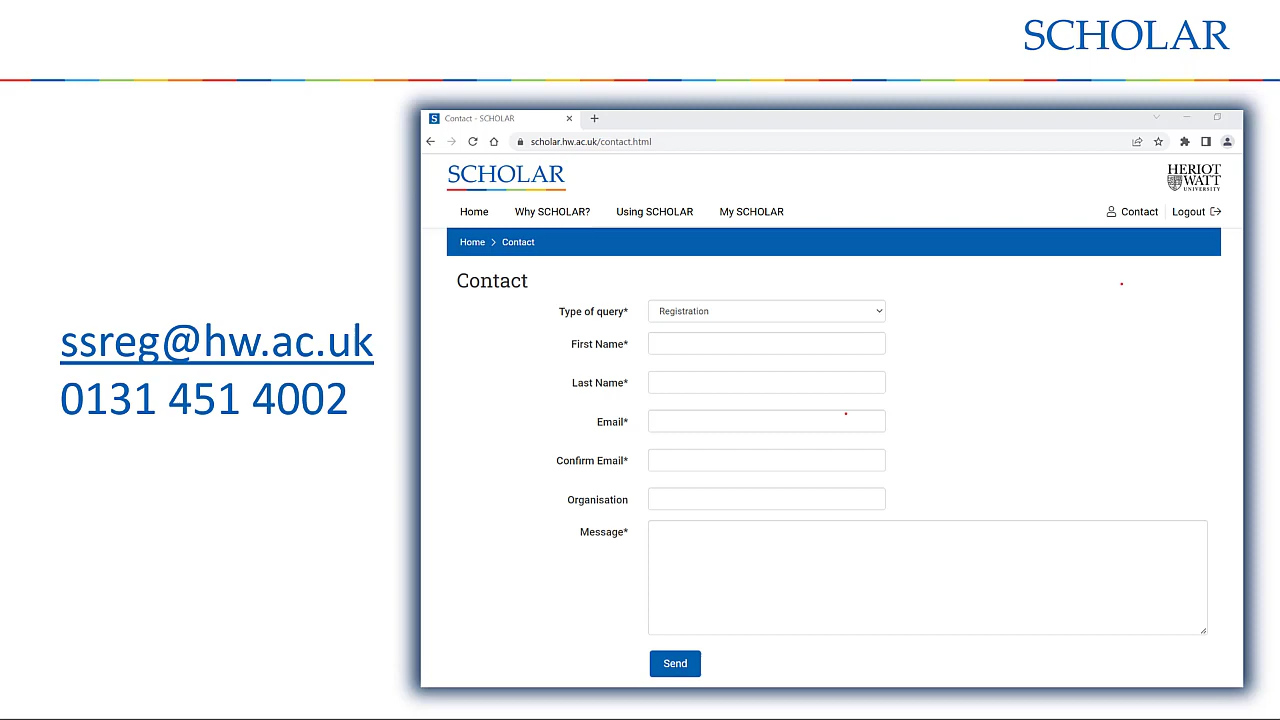 SCHOLAR
ssreg@hw.ac.uk
0131 451 4002
S Contact - SCHOLAR
scholar.hw.ac.uk/contact.html
SCHOLAR
HERIOT
WATT
UNIVERSITY
Home Why SCHOLAR? Using SCHOLAR My SCHOLAR Contact Logout
Home > Contact
Contact
Type of query* Registration
First Name*
Last Name*
Email*
Confirm Email*
Organisation
Message*
Send